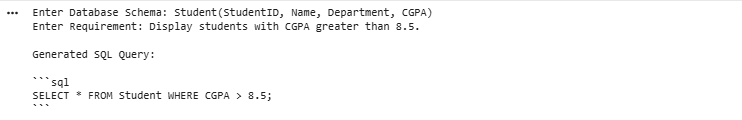 Enter Database Schema: Student(StudentID, Name, Department, CGPA)
Enter Requirement: Display students with CGPA greater than 8.5.
Generated SQL Query:
```sql
SELECT * FROM Student WHERE CGPA > 8.5;
```